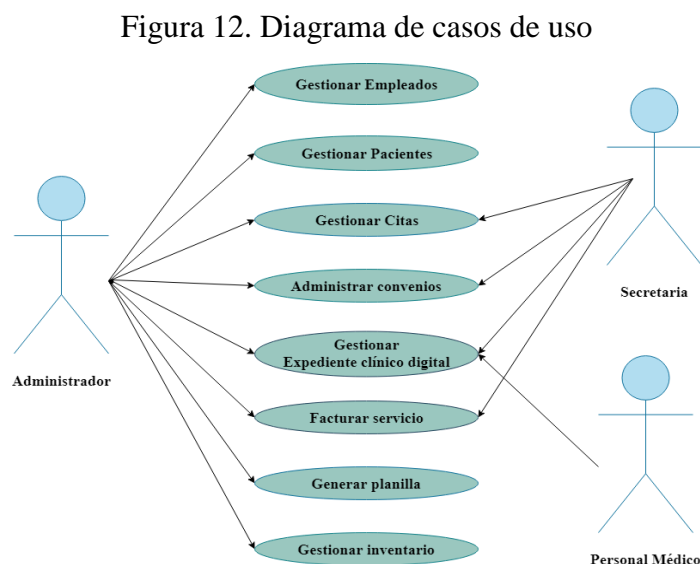 Figura 12. Diagrama de casos de uso
Gestionar Empleados
Gestionar Pacientes
Gestionar Citas
Administrar convenios
Secretaria
Gestionar
Expediente clínico digital
Administrador
Facturar servicio
Generar planilla
Gestionar inventario
Personal Médico